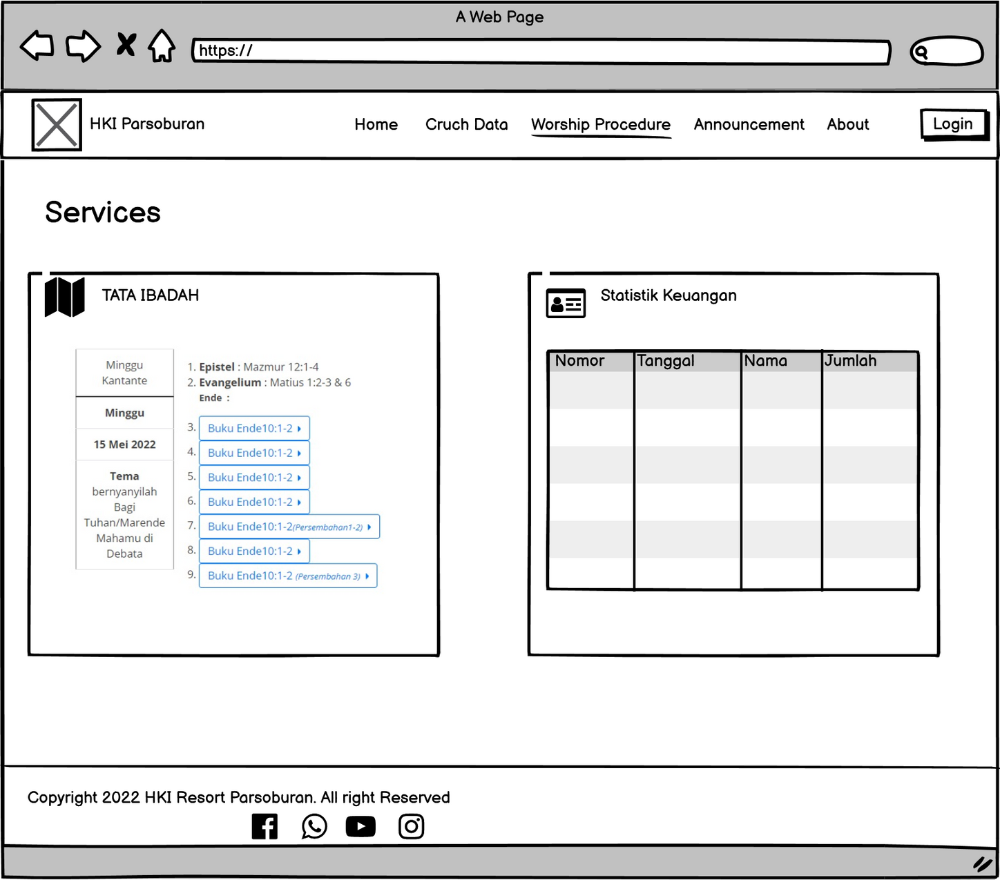 A Web Page
https://
HKI Parsoburan
Home
Cruch Data
Worship Procedure
Announcement
About
Login
Services
TATA IBADAH
Minggu
Kantante
Minggu
15 Mei 2022
Tema
bernyanyilah
Bagi
Tuhan/Marende
Mahamu di
Debata
1. Epistel : Mazmur 12:1-4
2. Evangelium : Matius 1:2-3 & 6
Ende :
3. Buku Ende10:1-2
4. Buku Ende10:1-2
5. Buku Ende10:1-2
6. Buku Ende10:1-2
7. Buku Ende10:1-2(Persembahan1-2)
8. Buku Ende10:1-2
9. Buku Ende10:1-2 (Persembahan 3)
Statistik Keuangan
Nomor
Tanggal
Nama
Jumlah
Copyright 2022 HKI Resort Parsoburan. All right Reserved